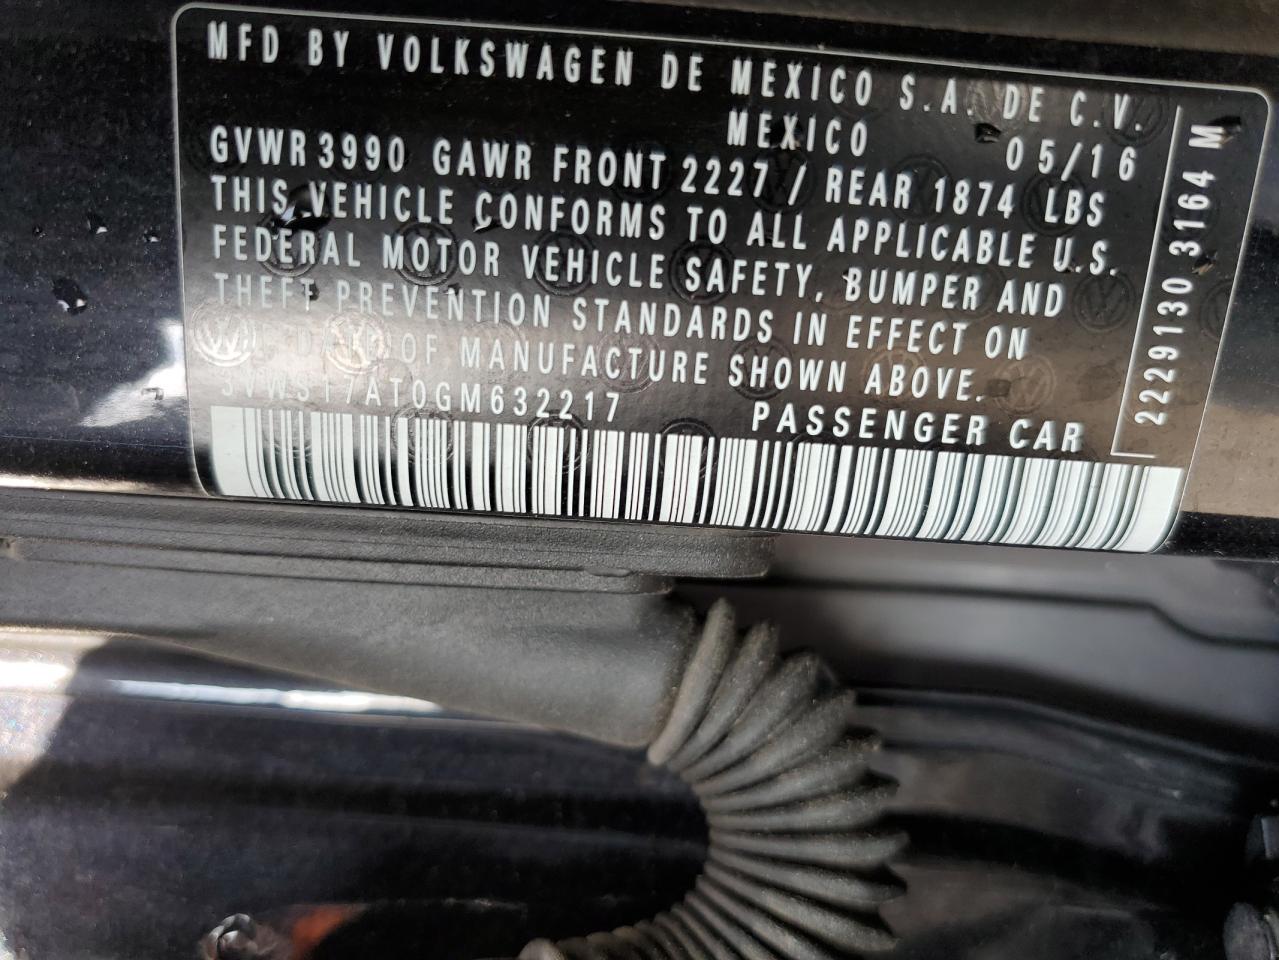 MFD BY VOLKSWAGEN DE MEXICO S.A. DE C.V.
MEXICO 05/16
GVWR 3990 GAWR FRONT 2227 / REAR 1874 LBS
THIS VEHICLE CONFORMS TO ALL APPLICABLE U.S.
FEDERAL MOTOR VEHICLE SAFETY, BUMPER AND
THEFT PREVENTION STANDARDS IN EFFECT ON
THE DATE OF MANUFACTURE SHOWN ABOVE.
3VWS17AT0GM632217 PASSENGER CAR
2229130 3164 M